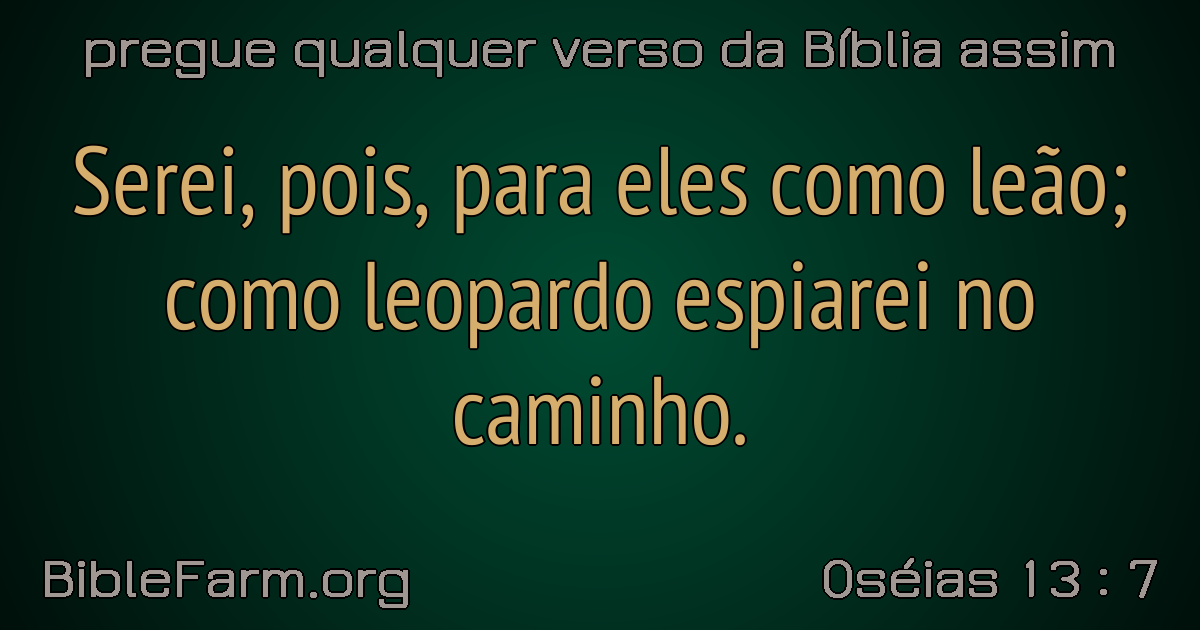 pregue qualquer verso da Bíblia assim
Serei, pois, para eles como leão;
como leopardo espiarei no
caminho.
BibleFarm.org
Oséias 13 : 7